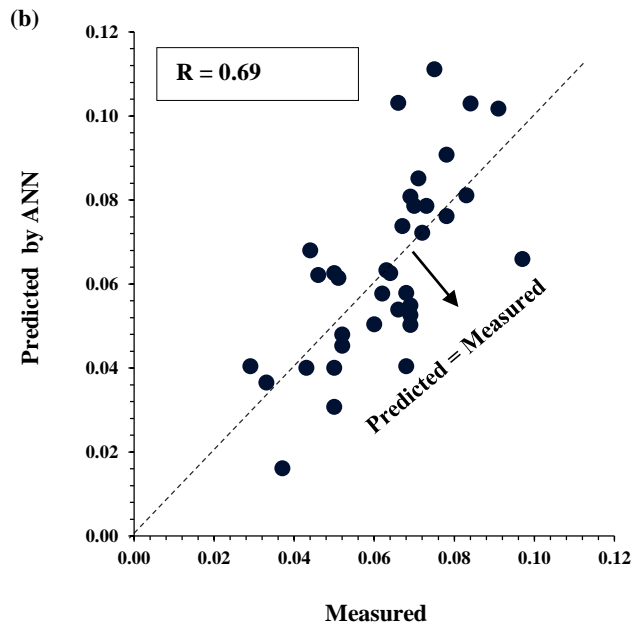 (b)
0.12
R = 0.69
0.10
0.08
0.06
0.04
0.02
0.00
Predicted by ANN
Predicted = Measured
0.00 0.02 0.04 0.06 0.08 0.10 0.12
Measured